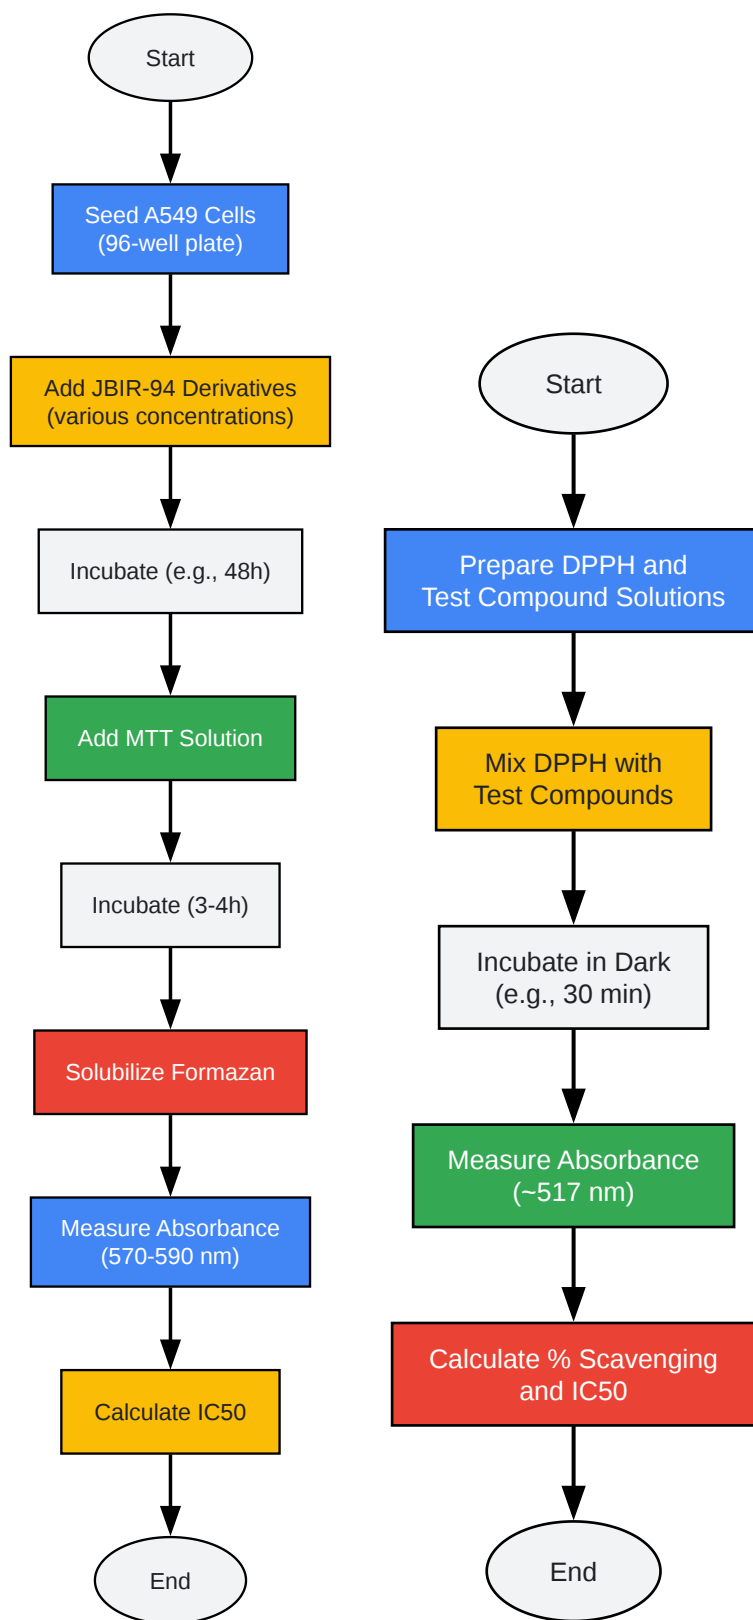 Start
Seed A549 Cells
(96-well plate)
Add JBIR-94 Derivatives
(various concentrations)
Incubate (e.g., 48h)
Add MTT Solution
Incubate (3-4h)
Solubilize Formazan
Measure Absorbance
(570-590 nm)
Calculate IC50
End
Start
Prepare DPPH and
Test Compound Solutions
Mix DPPH with
Test Compounds
Incubate in Dark
(e.g., 30 min)
Measure Absorbance
(~517 nm)
Calculate % Scavenging
and IC50
End